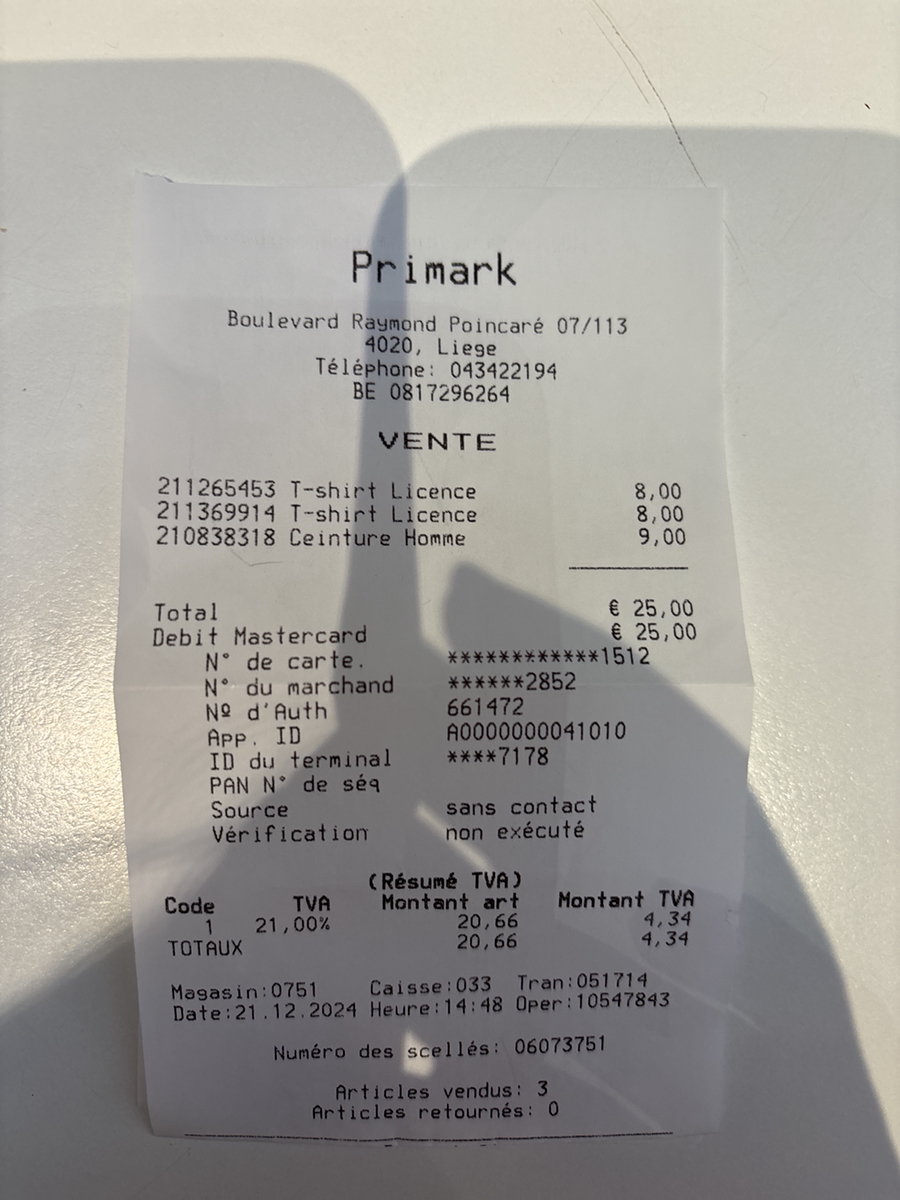 Primark
Boulevard Raymond Poincaré 07/113
4020, Liege
Téléphone: 043422194
BE 0817296264
VENTE
211265453 T-shirt Licence 8,00
211369914 T-shirt Licence 8,00
210838318 Ceinture Homme 9,00
Total € 25,00
Debit Mastercard € 25,00
N° de carte. ************1512
N° du marchand ******2852
Nº d'Auth 661472
App. ID A0000000041010
ID du terminal ****7178
PAN N° de séq
Source sans contact
Vérification non exécuté
(Résumé TVA)
Code TVA Montant art Montant TVA
1 21,00% 20,66 4,34
TOTAUX 20,66 4,34
Magasin:0751 Caisse:033 Tran:051714
Date:21.12.2024 Heure:14:48 Oper:10547843
Numéro des scellés: 06073751
Articles vendus: 3
Articles retournés: 0